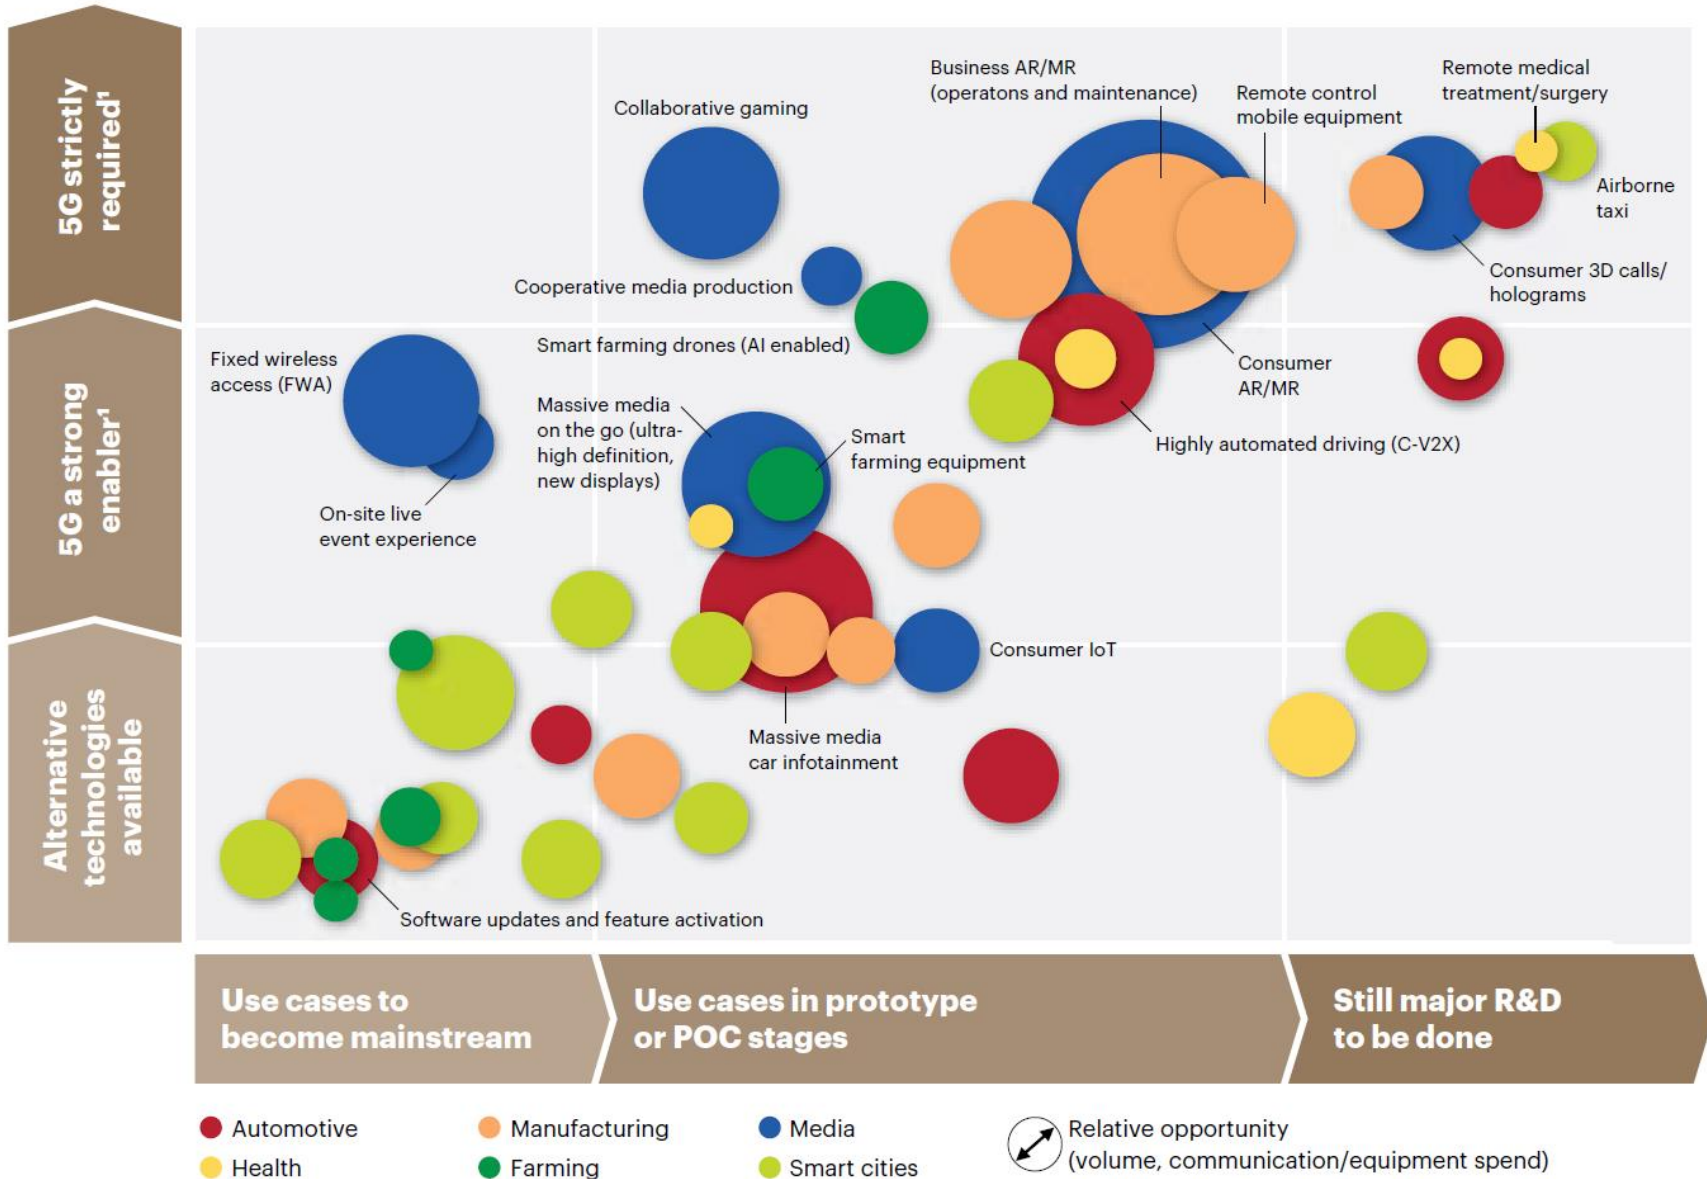 5G strictly
required¹
5G a strong
enabler¹
Alternative
technologies
available
Collaborative gaming
Business AR/MR
(operatons and maintenance)
Remote control
mobile equipment
Remote medical
treatment/surgery
Airborne
taxi
Cooperative media production
Consumer 3D calls/
holograms
Smart farming drones (AI enabled)
Fixed wireless
access (FWA)
Consumer
AR/MR
Massive media
on the go (ultra-
high definition,
new displays)
Smart
farming equipment
Highly automated driving (C-V2X)
On-site live
event experience
Consumer IoT
Massive media
car infotainment
Software updates and feature activation
Use cases to
become mainstream
Use cases in prototype
or POC stages
Still major R&D
to be done
Automotive
Manufacturing
Media
Health
Farming
Smart cities
Relative opportunity
(volume, communication/equipment spend)